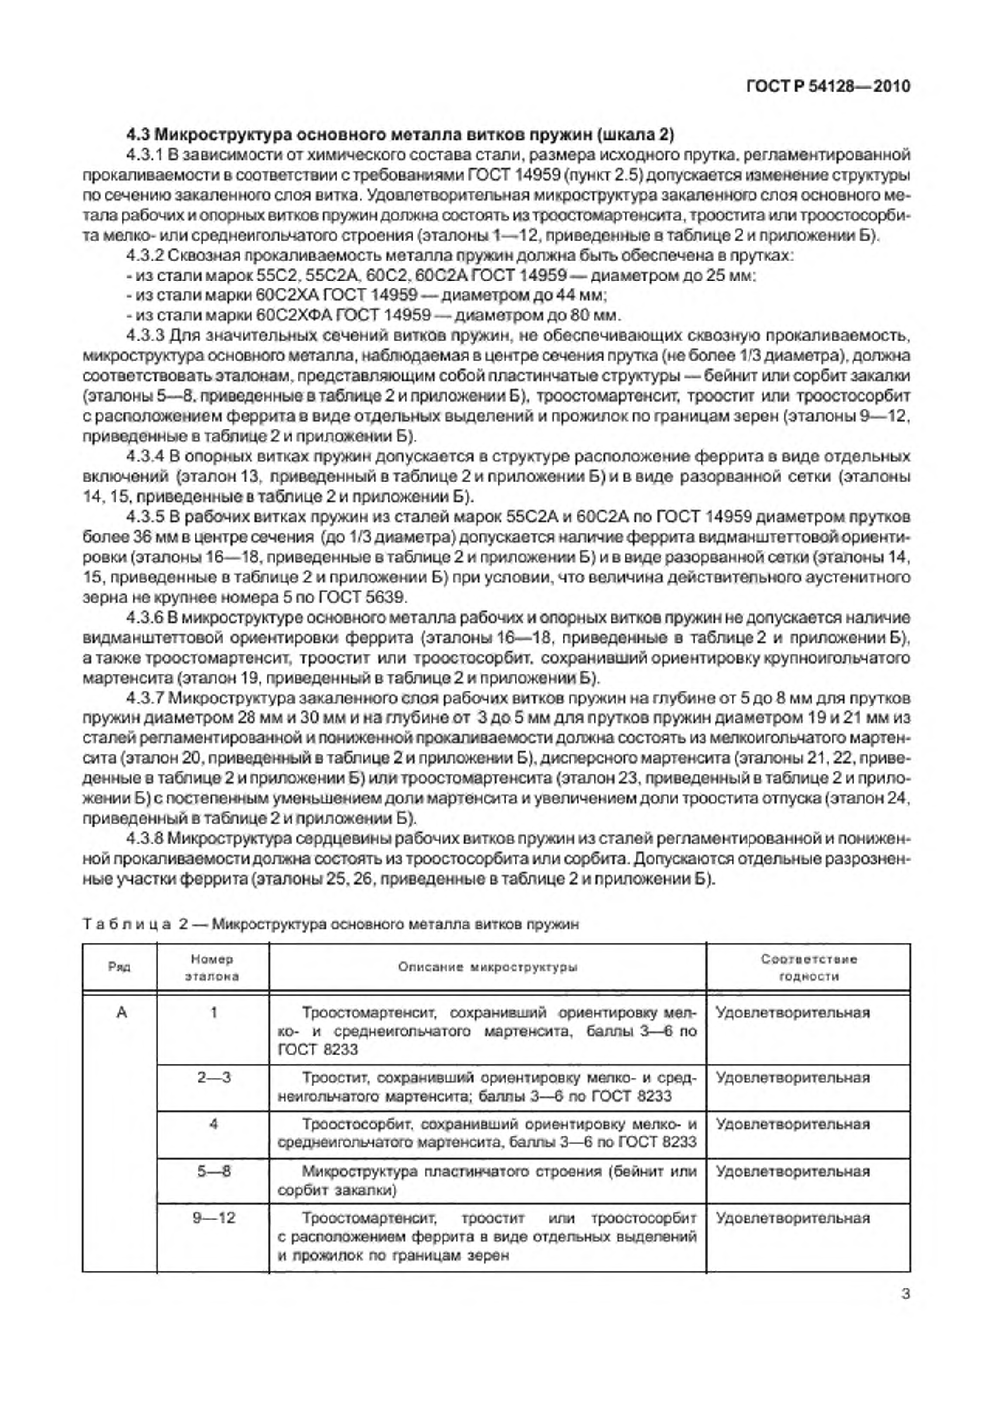 ГОСТ Р 54128—2010
4.3 Микроструктура основного металла витков пружин (шкала 2)
4.3.1 В зависимости от химического состава стали, размера исходного прутка, регламентированной
прокаливаемости в соответствии с требованиями ГОСТ 14959 (пункт 2.5) допускается изменение структуры
по сечению закаленного слоя витка. Удовлетворительная микроструктура закаленного слоя основного ме-
талла рабочих и опорных витков пружин должна состоять из троостомартенсита, троостита или троостосорби-
та мелко- или среднеигольчатого строения (эталоны 1—12, приведенные в таблице 2 и приложении Б).
4.3.2 Сквозная прокаливаемость металла пружин должна быть обеспечена в прутках:
- из стали марок 55С2, 55С2А, 60С2, 60С2А ГОСТ 14959 — диаметром до 25 мм;
- из стали марки 60С2ХА ГОСТ 14959 — диаметром до 44 мм;
- из стали марки 60С2ХФА ГОСТ 14959 — диаметром до 80 мм.
4.3.3 Для значительных сечений витков пружин, не обеспечивающих сквозную прокаливаемость,
микроструктура основного металла, наблюдаемая в центре сечения прутка (не более 1/3 диаметра), должна
соответствовать эталонам, представляющим собой пластинчатые структуры — бейнит или сорбит закалки
(эталоны 5—8, приведенные в таблице 2 и приложении Б), троостомартенсит, троостит или троостосорбит
с расположением феррита в виде отдельных выделений и прожилок по границам зерен (эталоны 9—12,
приведенные в таблице 2 и приложении Б).
4.3.4 В опорных витках пружин допускается в структуре расположение феррита в виде отдельных
включений (эталон 13, приведенный в таблице 2 и приложении Б) и в виде разорванной сетки (эталоны
14, 15, приведенные в таблице 2 и приложении Б).
4.3.5 В рабочих витках пружин из сталей марок 55С2А и 60С2А по ГОСТ 14959 диаметром прутков
более 36 мм в центре сечения (до 1/3 диаметра) допускается наличие феррита видманштеттовой ориенти-
ровки (эталоны 16—18, приведенные в таблице 2 и приложении Б) и в виде разорванной сетки (эталоны 14,
15, приведенные в таблице 2 и приложении Б) при условии, что величина действительного аустенитного
зерна не крупнее номера 5 по ГОСТ 5639.
4.3.6 В микроструктуре основного металла рабочих и опорных витков пружин не допускается наличие
видманштеттовой ориентировки феррита (эталоны 16—18, приведенные в таблице 2 и приложении Б),
а также троостомартенсит, троостит или троостосорбит, сохранивший ориентировку крупноигольчатого
мартенсита (эталон 19, приведенный в таблице 2 и приложении Б).
4.3.7 Микроструктура закаленного слоя рабочих витков пружин на глубине от 5 до 8 мм для прутков
пружин диаметром 28 мм и 30 мм и на глубине от 3 до 5 мм для прутков пружин диаметром 19 и 21 мм из
сталей регламентированной и пониженной прокаливаемости должна состоять из мелкоигольчатого мартен-
сита (эталон 20, приведенный в таблице 2 и приложении Б), дисперсного мартенсита (эталоны 21, 22, приве-
денные в таблице 2 и приложении Б) или троостомартенсита (эталон 23, приведенный в таблице 2 и прило-
жении Б) с постепенным уменьшением доли мартенсита и увеличением доли троостита отпуска (эталон 24,
приведенный в таблице 2 и приложении Б).
4.3.8 Микроструктура сердцевины рабочих витков пружин из сталей регламентированной и понижен-
ной прокаливаемости должна состоять из троостосорбита или сорбита. Допускаются отдельные разрознен-
ные участки феррита (эталоны 25, 26, приведенные в таблице 2 и приложении Б).
Таблица 2 — Микроструктура основного металла витков пружин
Ряд
Номер
эталона
Описание микроструктуры
Соответствие
годности
А
1
Троостомартенсит, сохранивший ориентировку мел-
ко- и среднеигольчатого мартенсита, баллы 3—6 по
ГОСТ 8233
Удовлетворительная
2—3
Троостит, сохранивший ориентировку мелко- и сред-
неигольчатого мартенсита; баллы 3—6 по ГОСТ 8233
Удовлетворительная
4
Троостосорбит, сохранивший ориентировку мелко- и
среднеигольчатого мартенсита, баллы 3—6 по ГОСТ 8233
Удовлетворительная
5—8
Микроструктура пластинчатого строения (бейнит или
сорбит закалки)
Удовлетворительная
9—12
Троостомартенсит, троостит или троостосорбит
с расположением феррита в виде отдельных выделений
и прожилок по границам зерен
Удовлетворительная
3